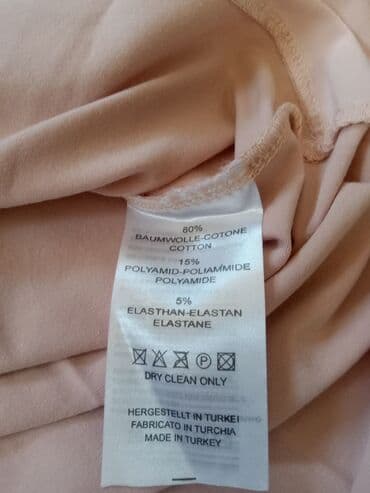 80%
BAUMWOLLE-COTONE
COTTON
15%
POLYAMID-POLIAMMIDE
POLYAMIDE
5%
ELASTHAN-ELASTAN
ELASTANE
P
DRY CLEAN ONLY
HERGESTELLT IN TURKEI
FABRICATO IN TURCHIA
MADE IN TURKEY